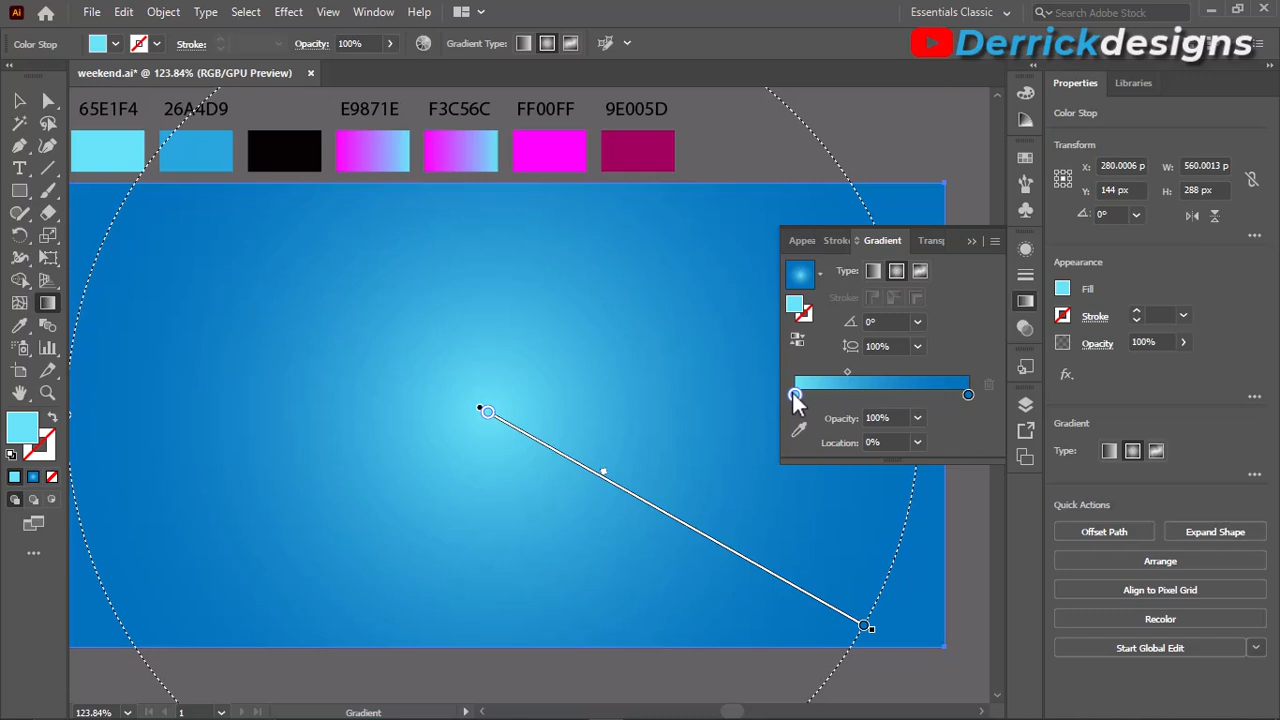 Ai File Edit Object Type Select Effect View Window Help Essentials Classic Search Adobe Stock
Color Stop Stroke: Opacity: 100% Gradient Type: Derrickdesigns
weekend.ai* @ 123.84% (RGB/GPU Preview) ×
65E1F4 26A4D9 E9871E F3C56C FF00FF 9E005D
Appea Stroke Gradient Transp
Type:
Stroke:
0°
100%
Opacity: 100%
Location: 0%
Properties Libraries
Color Stop
Transform
X: 280.0006 p W: 560.0013 p
Y: 144 px H: 288 px
0°
Appearance
Fill
Stroke
Opacity 100%
fx.
Gradient
Type:
Quick Actions
Offset Path Expand Shape
Arrange
Align to Pixel Grid
Recolor
Start Global Edit
123.84% 1 Gradient